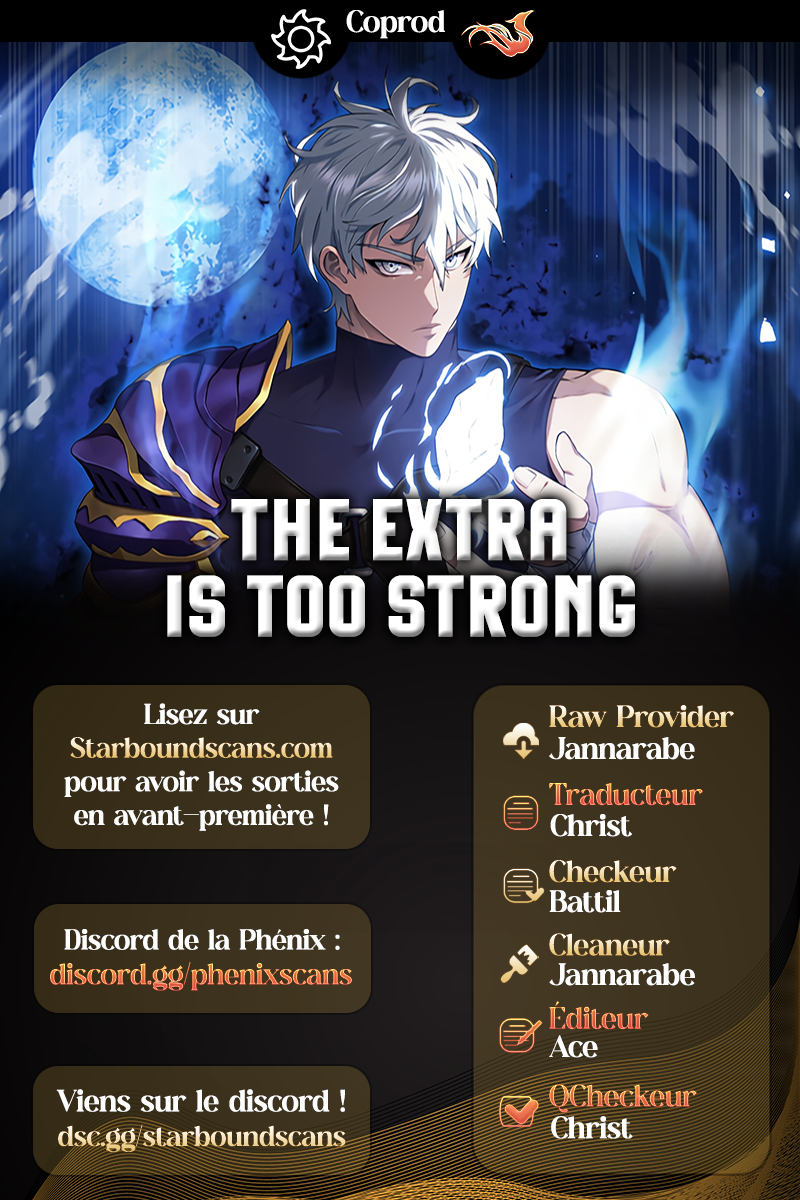 Coprod
THE EXTRA
IS TOO STRONG
Lisez sur
Starboundscans.com
pour avoir les sorties
en avant-première !
Discord de la Phénix :
discord.gg/phenixscans
Viens sur le discord !
dsc.gg/starboundscans
Raw Provider
Jannarabe
Traducteur
Christ
Checkeur
Battil
Cleaneur
Jannarabe
Éditeur
Ace
QCheckeur
Christ